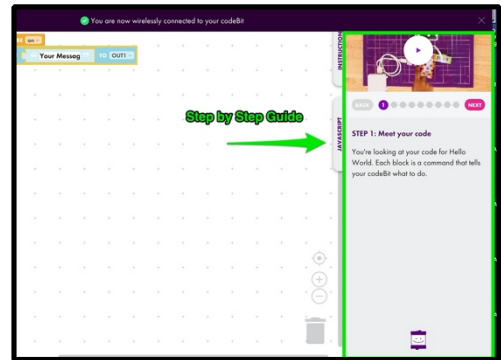 You are now wirelessly connected to your codeBit
on
Your Messag TO OUT1
INSTRUCTION
JAVASCRIPT
Step by Step Guide
BACK 1 NEXT
STEP 1: Meet your code
You're looking at your code for Hello
World. Each block is a command that tells
your codeBit what to do.